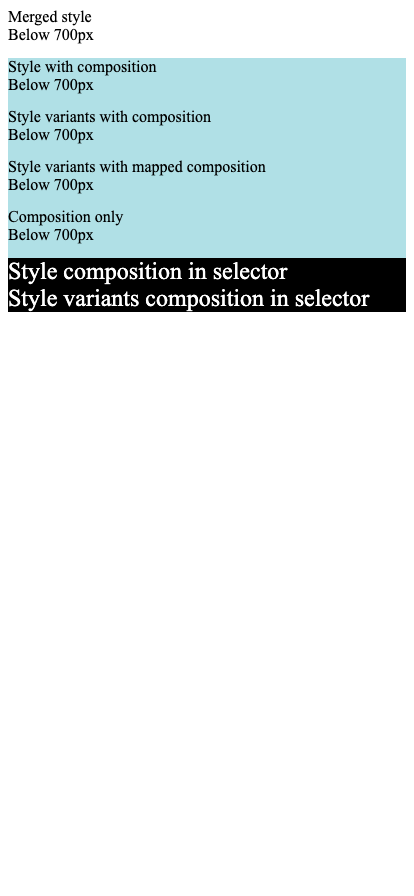 Merged style
Below 700px
Style with composition
Below 700px
Style variants with composition
Below 700px
Style variants with mapped composition
Below 700px
Composition only
Below 700px
Style composition in selector
Style variants composition in selector